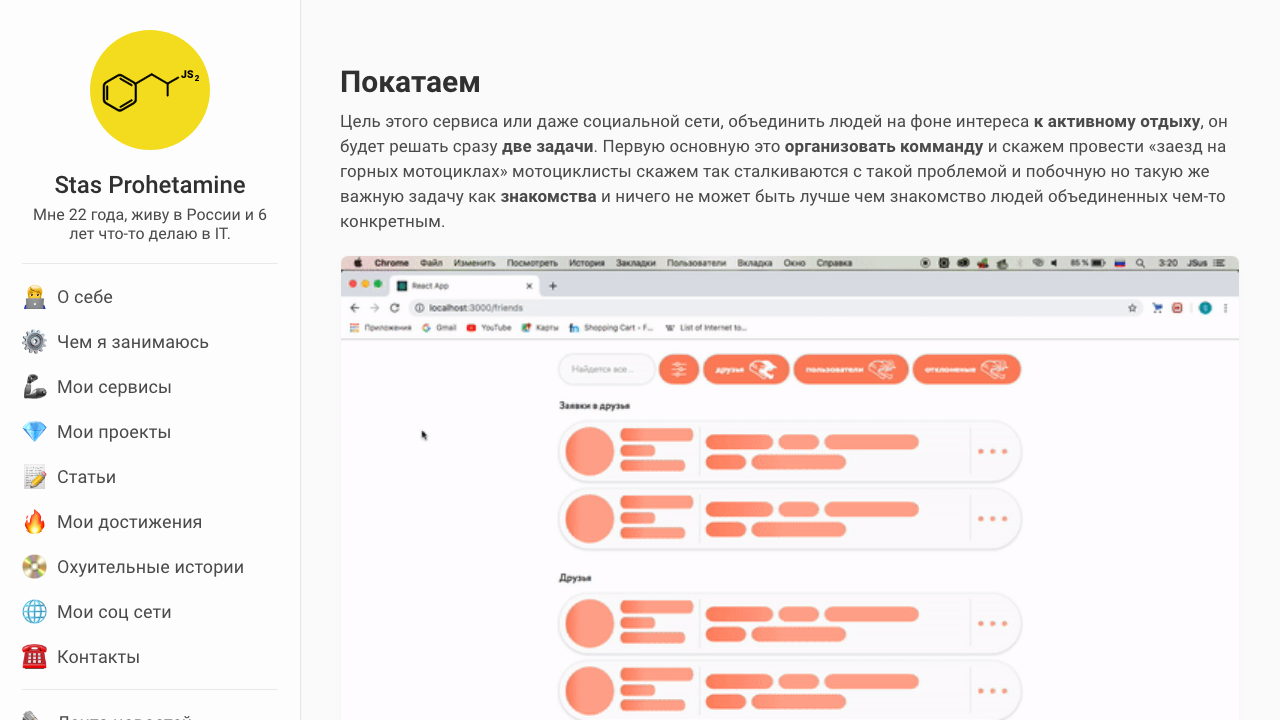 JS2
Stas Prohetamine
Мне 22 года, живу в России и 6
лет что-то делаю в IT.
О себе
Чем я занимаюсь
Мои сервисы
Мои проекты
Статьи
Мои достижения
Охуительные истории
Мои соц сети
Контакты
Покатаем
Цель этого сервиса или даже социальной сети, объединить людей на фоне интереса к активному отдыху, он
будет решать сразу две задачи. Первую основную это организовать комманду и скажем провести «заезд на
горных мотоциклах» мотоциклисты скажем так сталкиваются с такой проблемой и побочную но такую же
важную задачу как знакомства и ничего не может быть лучше чем знакомство людей объединенных чем-то
конкретным.
Chrome Файл Изменить Посмотреть История Закладки Пользователи Вкладка Окно Справка 85 % 3:20 JSus
React App
localhost:3000/friends
Приложения Gmail YouTube Карты Shopping Cart - F... List of Internet to...
Найдется все... друзья пользователи отклоненые
Заявки в друзья
Друзья